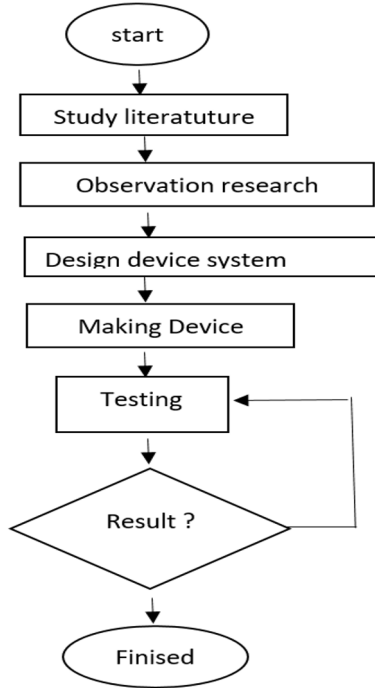 start
Study literatuture
Observation research
Design device system
Making Device
Testing
Result ?
Finised